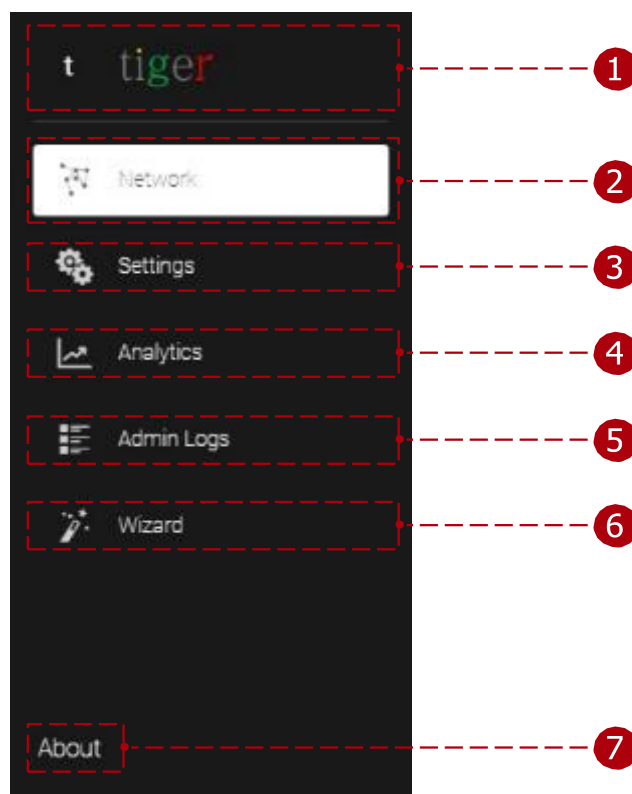 t tiger 1
Network 2
Settings 3
Analytics 4
Admin Logs 5
Wizard 6
About 7